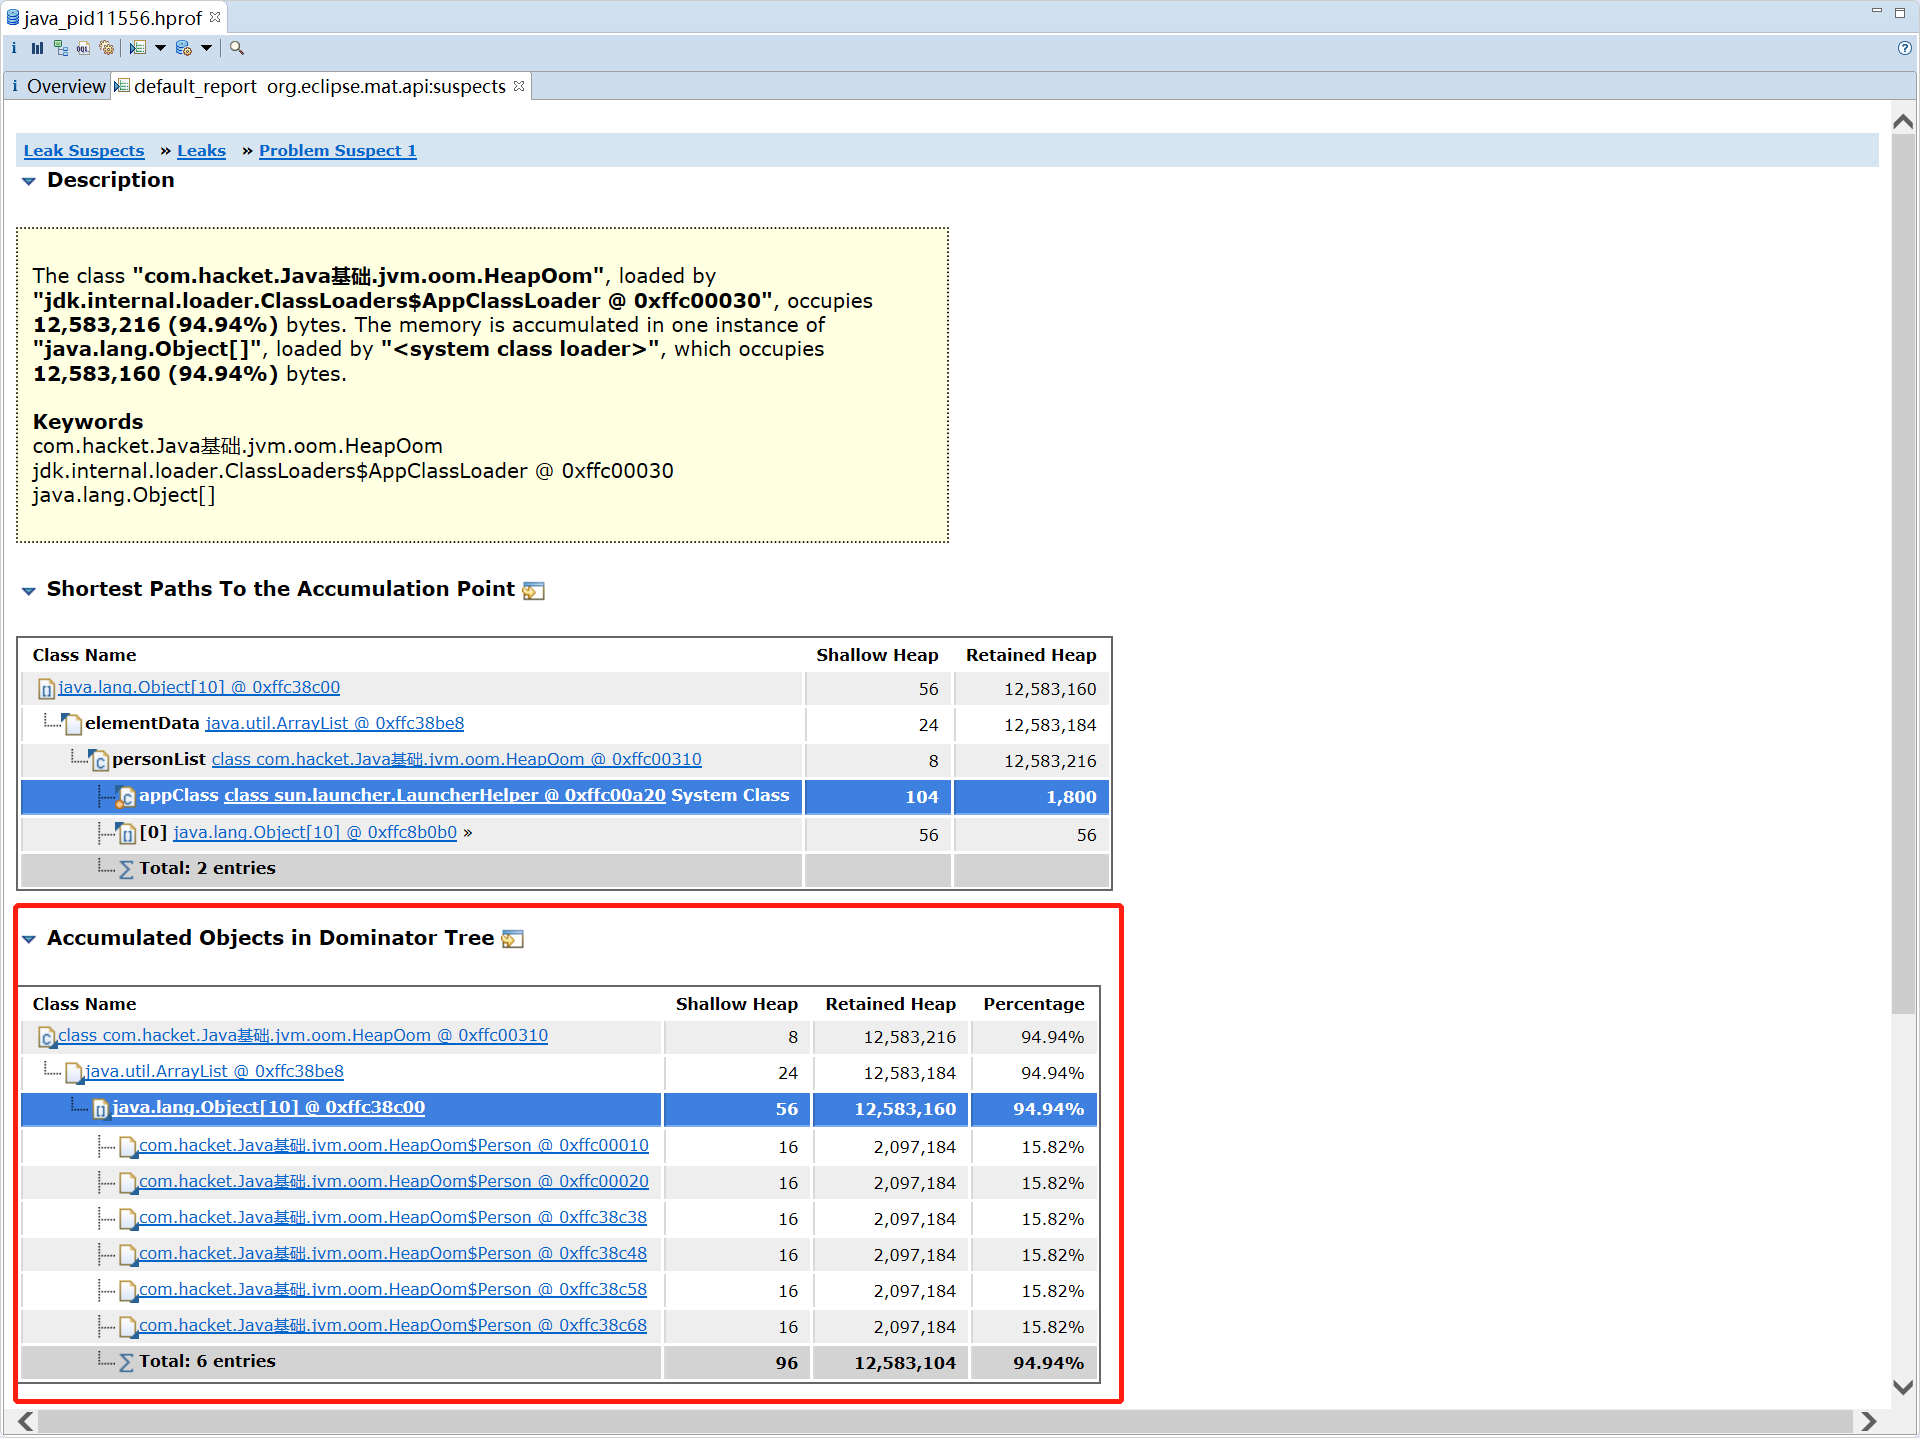 java_pid11556.hprof
Overview default_report org.eclipse.mat.api:suspects
Leak Suspects » Leaks » Problem Suspect 1
Description
The class "com.hacket.Java基础.jvm.oom.HeapOom", loaded by
"jdk.internal.loader.ClassLoaders$AppClassLoader @ 0xffc00030", occupies
12,583,216 (94.94%) bytes. The memory is accumulated in one instance of
"java.lang.Object[]", loaded by "<system class loader>", which occupies
12,583,160 (94.94%) bytes.
Keywords
com.hacket.Java基础.jvm.oom.HeapOom
jdk.internal.loader.ClassLoaders$AppClassLoader @ 0xffc00030
java.lang.Object[]
Shortest Paths To the Accumulation Point
Class Name Shallow Heap Retained Heap
java.lang.Object[10] @ 0xffc38c00 56 12,583,160
elementData java.util.ArrayList @ 0xffc38be8 24 12,583,184
personList class com.hacket.Java基础.jvm.oom.HeapOom @ 0xffc00310 8 12,583,216
appClass class sun.launcher.LauncherHelper @ 0xffc00a20 System Class 104 1,800
[0] java.lang.Object[10] @ 0xffc8b0b0 » 56 56
Total: 2 entries
Accumulated Objects in Dominator Tree
Class Name Shallow Heap Retained Heap Percentage
class com.hacket.Java基础.jvm.oom.HeapOom @ 0xffc00310 8 12,583,216 94.94%
java.util.ArrayList @ 0xffc38be8 24 12,583,184 94.94%
java.lang.Object[10] @ 0xffc38c00 56 12,583,160 94.94%
com.hacket.Java基础.jvm.oom.HeapOom$Person @ 0xffc00010 16 2,097,184 15.82%
com.hacket.Java基础.jvm.oom.HeapOom$Person @ 0xffc00020 16 2,097,184 15.82%
com.hacket.Java基础.jvm.oom.HeapOom$Person @ 0xffc38c38 16 2,097,184 15.82%
com.hacket.Java基础.jvm.oom.HeapOom$Person @ 0xffc38c48 16 2,097,184 15.82%
com.hacket.Java基础.jvm.oom.HeapOom$Person @ 0xffc38c58 16 2,097,184 15.82%
com.hacket.Java基础.jvm.oom.HeapOom$Person @ 0xffc38c68 16 2,097,184 15.82%
Total: 6 entries 96 12,583,104 94.94%